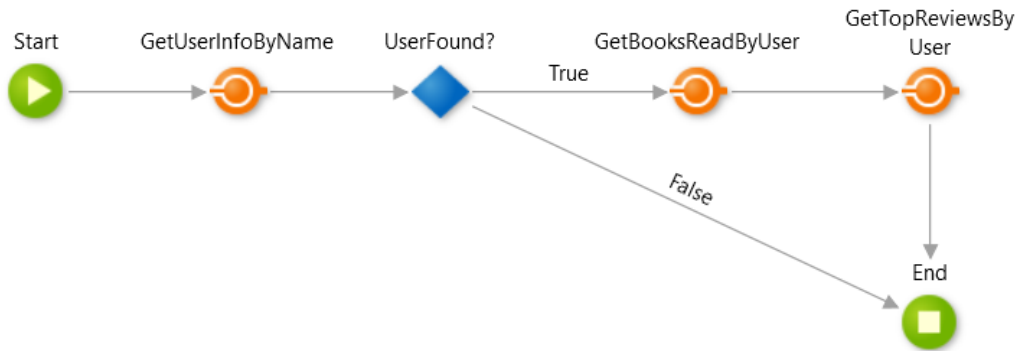 Start
GetUserInfoByName
UserFound?
GetBooksReadByUser
GetTopReviewsBy
User
True
False
End